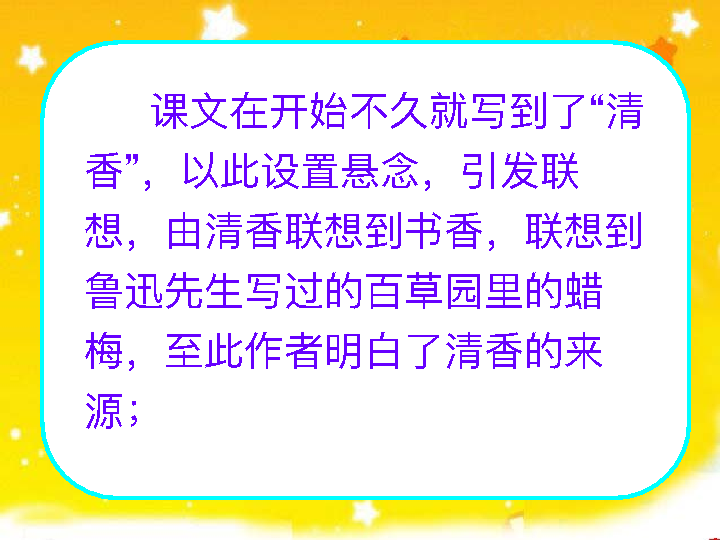 课文在开始不久就写到了“清
香”，以此设置悬念，引发联
想，由清香联想到书香，联想到
鲁迅先生写过的百草园里的蜡
梅，至此作者明白了清香的来
源；